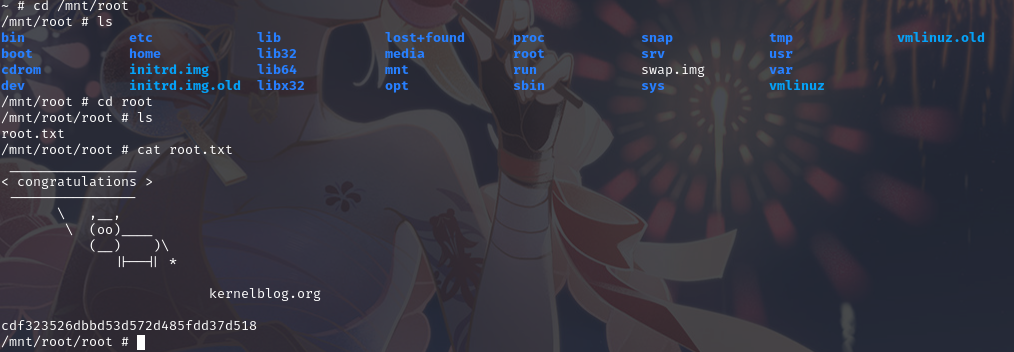 ~ # cd /mnt/root
/mnt/root # ls
bin etc lib lost+found proc snap tmp vmlinuz.old
boot home lib32 media root srv usr
cdrom initrd.img lib64 mnt run swap.img var
dev initrd.img.old libx32 opt sbin sys vmlinuz
/mnt/root # cd root
/mnt/root/root # ls
root.txt
/mnt/root/root # cat root.txt
 ________________
< congratulations >
 ----------------
       \   ,__,
        \  (oo)____
           (__)    )\
              ||---|| *
kernelblog.org
cdf323526dbbd53d572d485fdd37d518
/mnt/root/root #